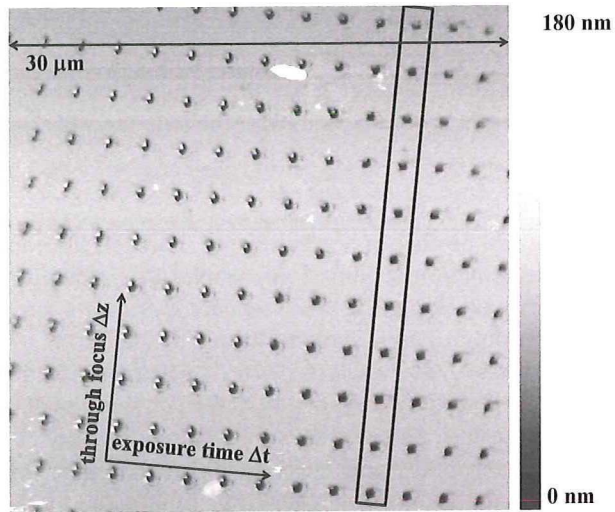 180 nm
30 μm
through focus Δz
exposure time Δt
0 nm